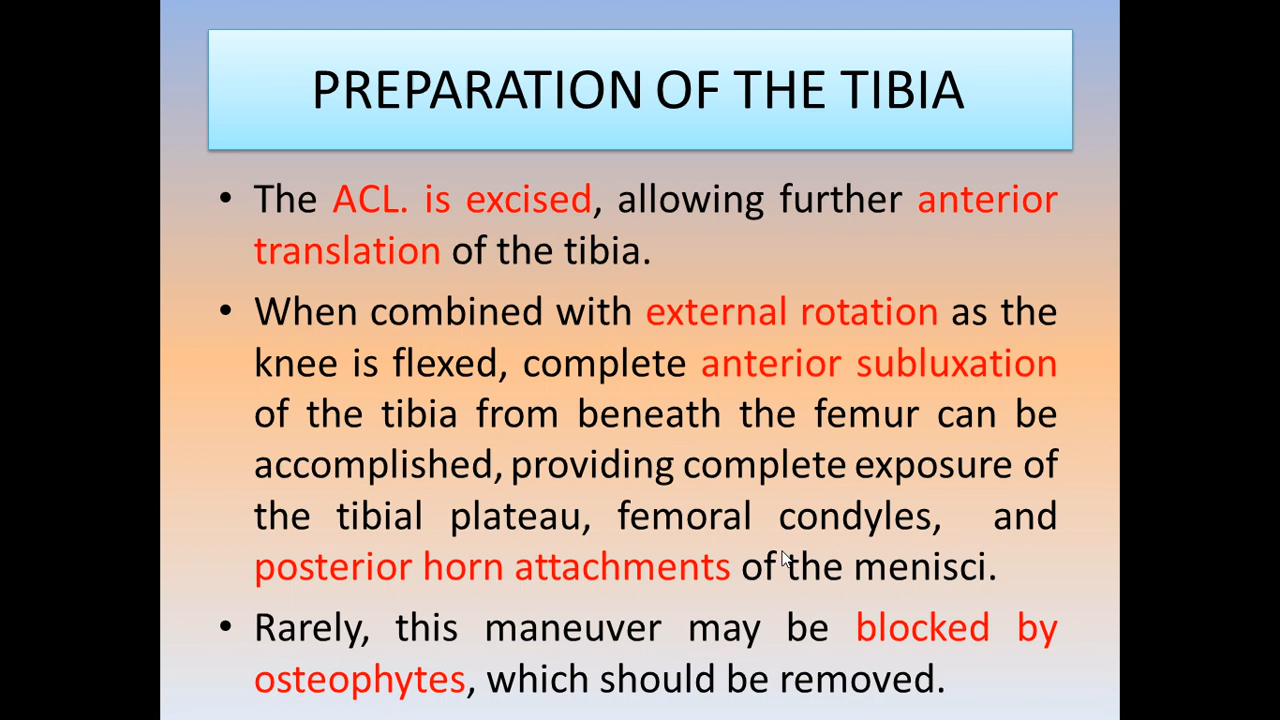 PREPARATION OF THE TIBIA
• The ACL. is excised, allowing further anterior
translation of the tibia.
• When combined with external rotation as the
knee is flexed, complete anterior subluxation
of the tibia from beneath the femur can be
accomplished, providing complete exposure of
the tibial plateau, femoral condyles, and
posterior horn attachments of the menisci.
• Rarely, this maneuver may be blocked by
osteophytes, which should be removed.